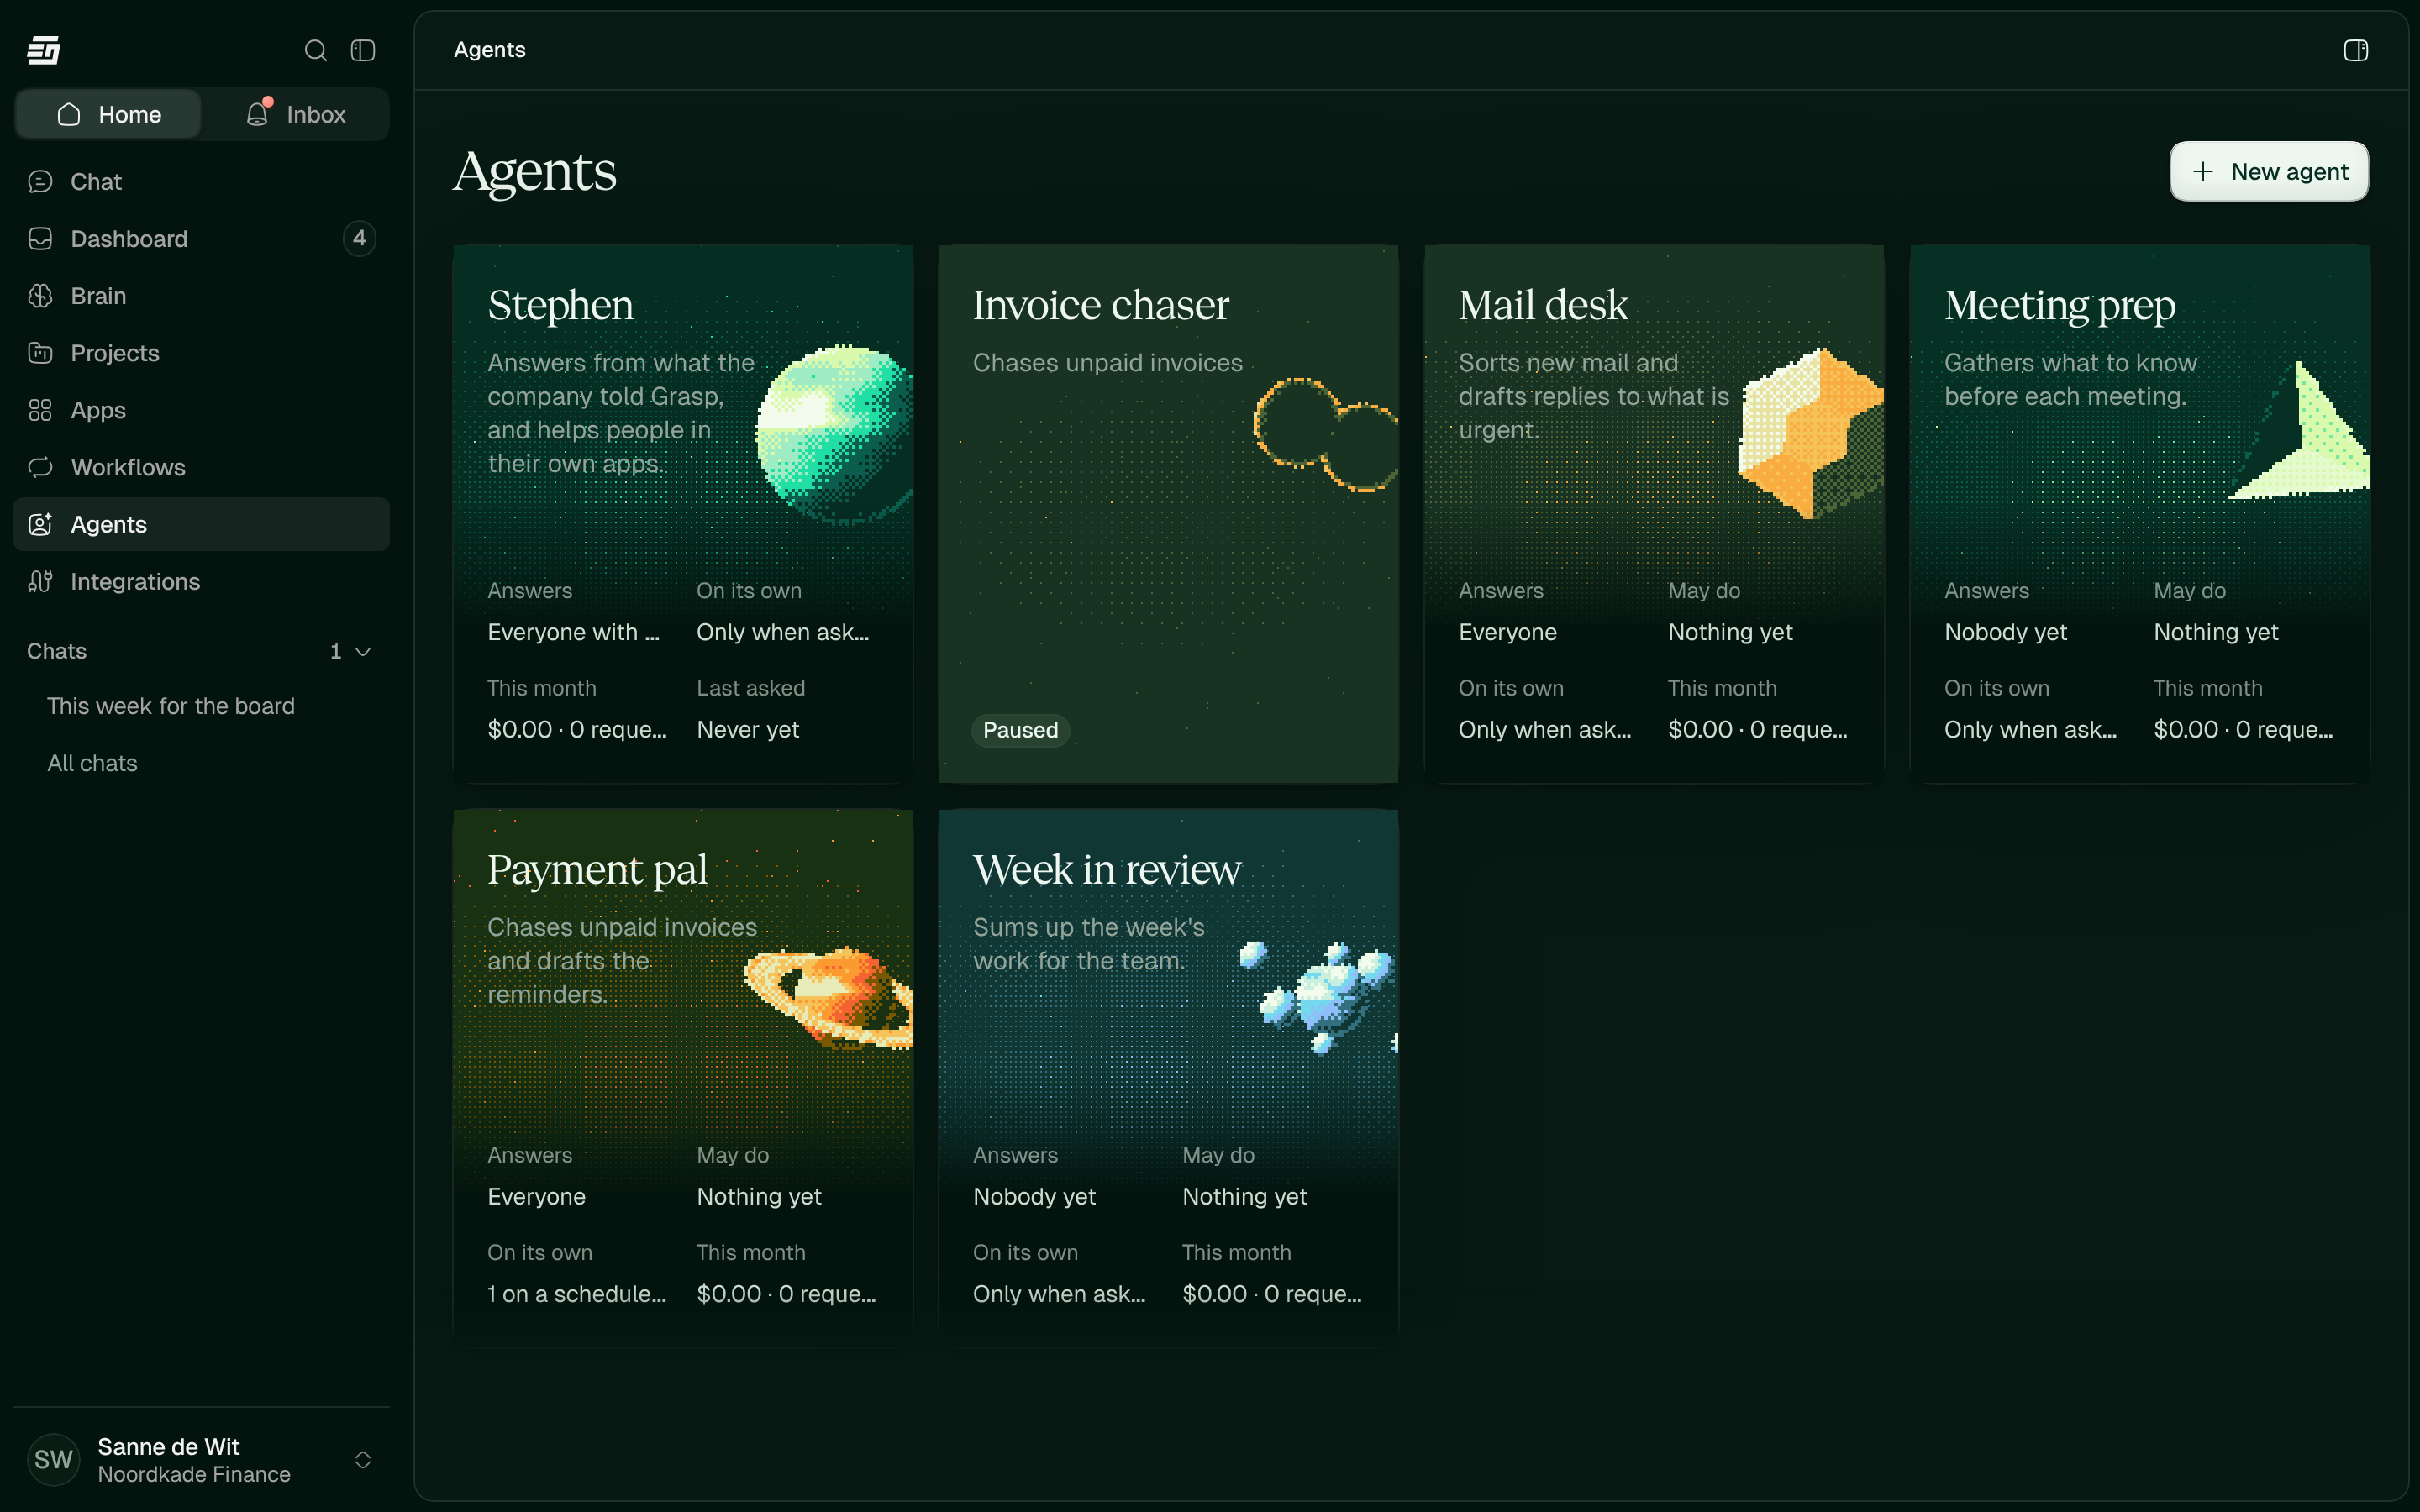 Home
Inbox
Chat
Dashboard
4
Brain
Projects
Apps
Workflows
Agents
Integrations
Chats
1
This week for the board
All chats
SW
Sanne de Wit
Noordkade Finance
Agents
Agents
New agent
Stephen
Answers from what the
company told Grasp,
and helps people in
their own apps.
Answers
On its own
Everyone with ...
Only when ask...
This month
Last asked
$0.00 · 0 reque...
Never yet
Invoice chaser
Chases unpaid invoices
Paused
Mail desk
Sorts new mail and
drafts replies to what is
urgent.
Answers
May do
Everyone
Nothing yet
On its own
This month
Only when ask...
$0.00 · 0 reque...
Meeting prep
Gathers what to know
before each meeting.
Answers
May do
Nobody yet
Nothing yet
On its own
This month
Only when ask...
$0.00 · 0 reque...
Payment pal
Chases unpaid invoices
and drafts the
reminders.
Answers
May do
Everyone
Nothing yet
On its own
This month
1 on a schedule...
$0.00 · 0 reque...
Week in review
Sums up the week's
work for the team.
Answers
May do
Nobody yet
Nothing yet
On its own
This month
Only when ask...
$0.00 · 0 reque...